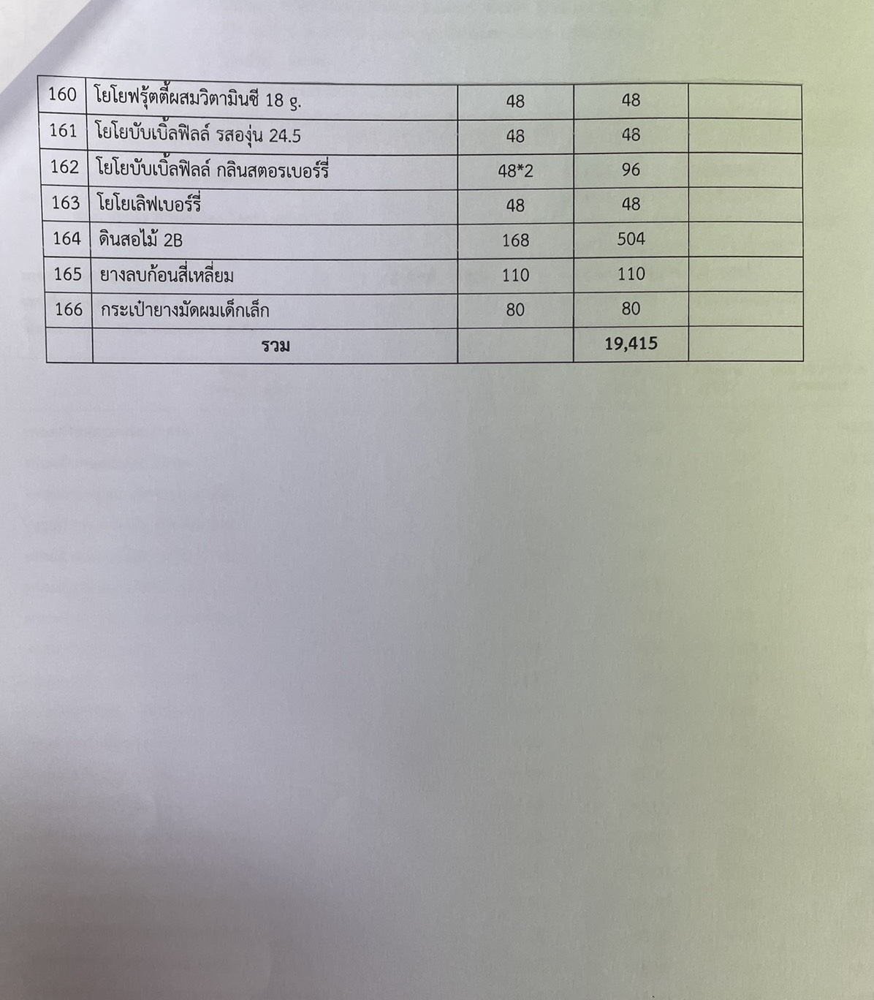 160 โยโยฟรุ้ตตี้ผสมวิตามินซี 18 g. 48 48
161 โยโยบับเบิ้ลฟิลล์ รสองุ่น 24.5 48 48
162 โยโยบับเบิ้ลฟิลล์ กลินสตอรเบอร์รี่ 48*2 96
163 โยโยเลิฟเบอร์รี่ 48 48
164 ดินสอไม้ 2B 168 504
165 ยางลบก้อนสี่เหลี่ยม 110 110
166 กระเป๋ายางมัดผมเด็กเล็ก 80 80
รวม 19,415